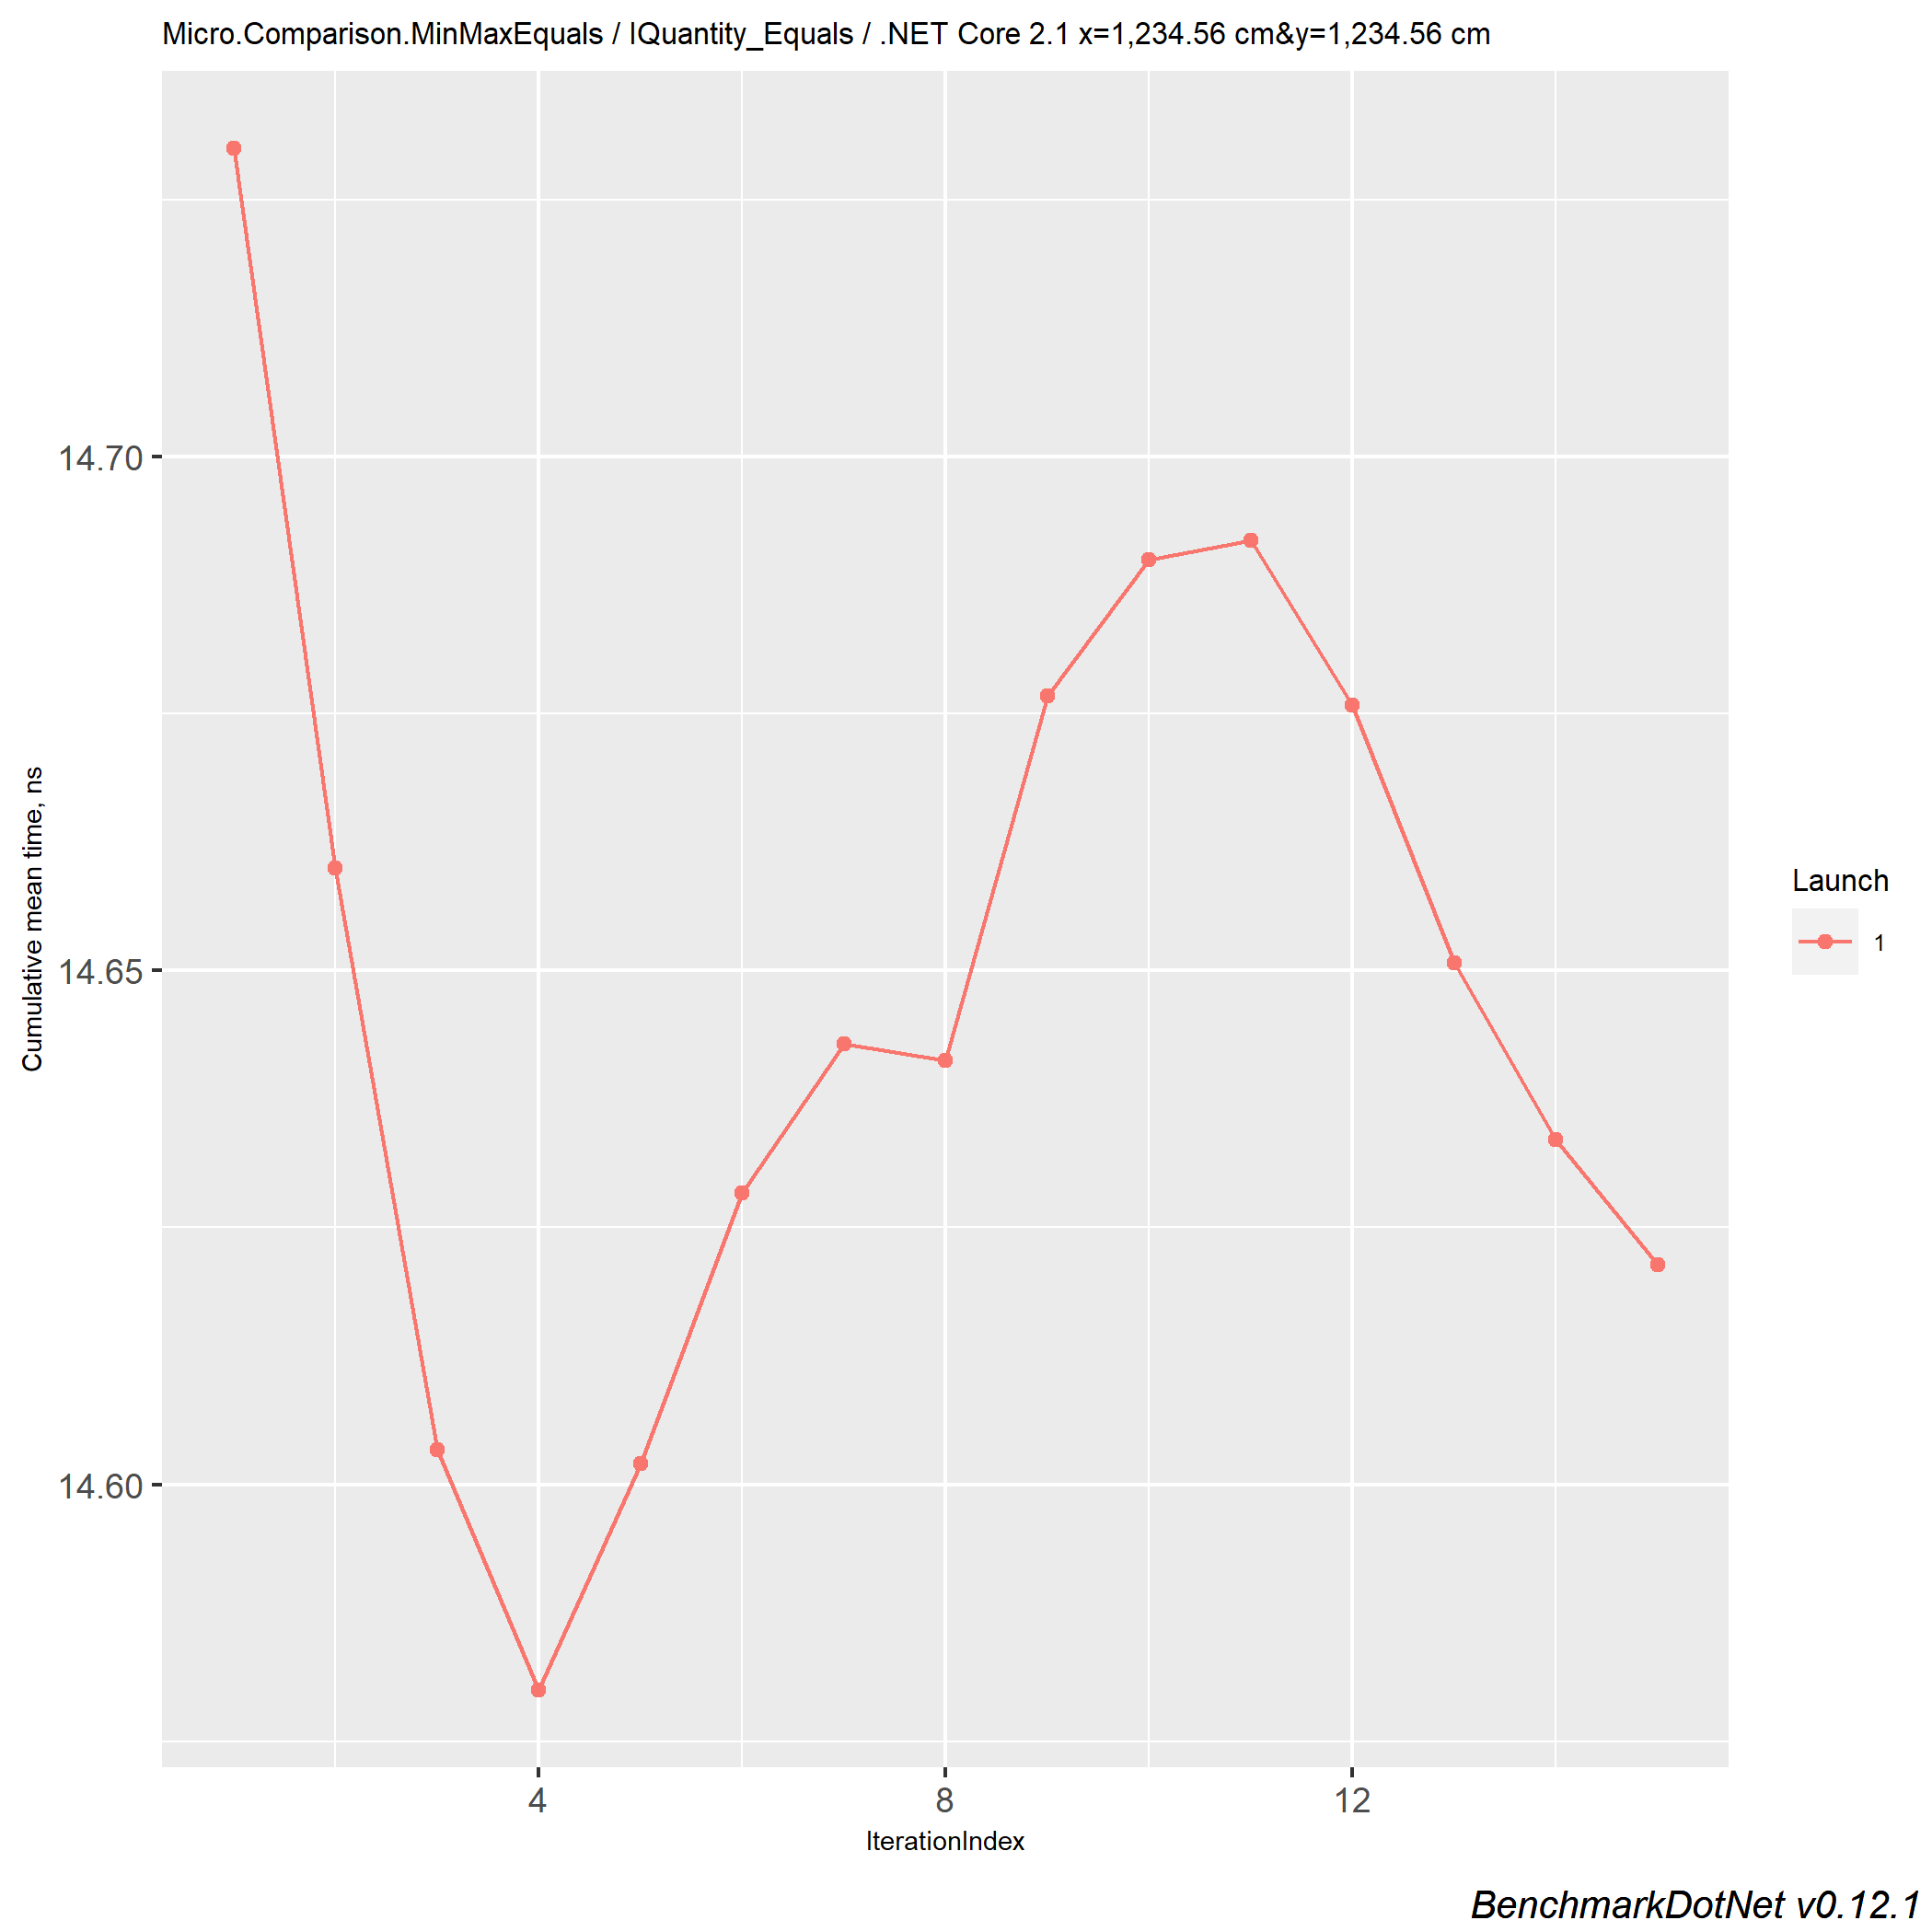 Micro.Comparison.MinMaxEquals / IQuantity_Equals / .NET Core 2.1 x=1,234.56 cm&y=1,234.56 cm
Cumulative mean time, ns
14.70
14.65
14.60
4
8
12
IterationIndex
Launch
1
BenchmarkDotNet v0.12.1